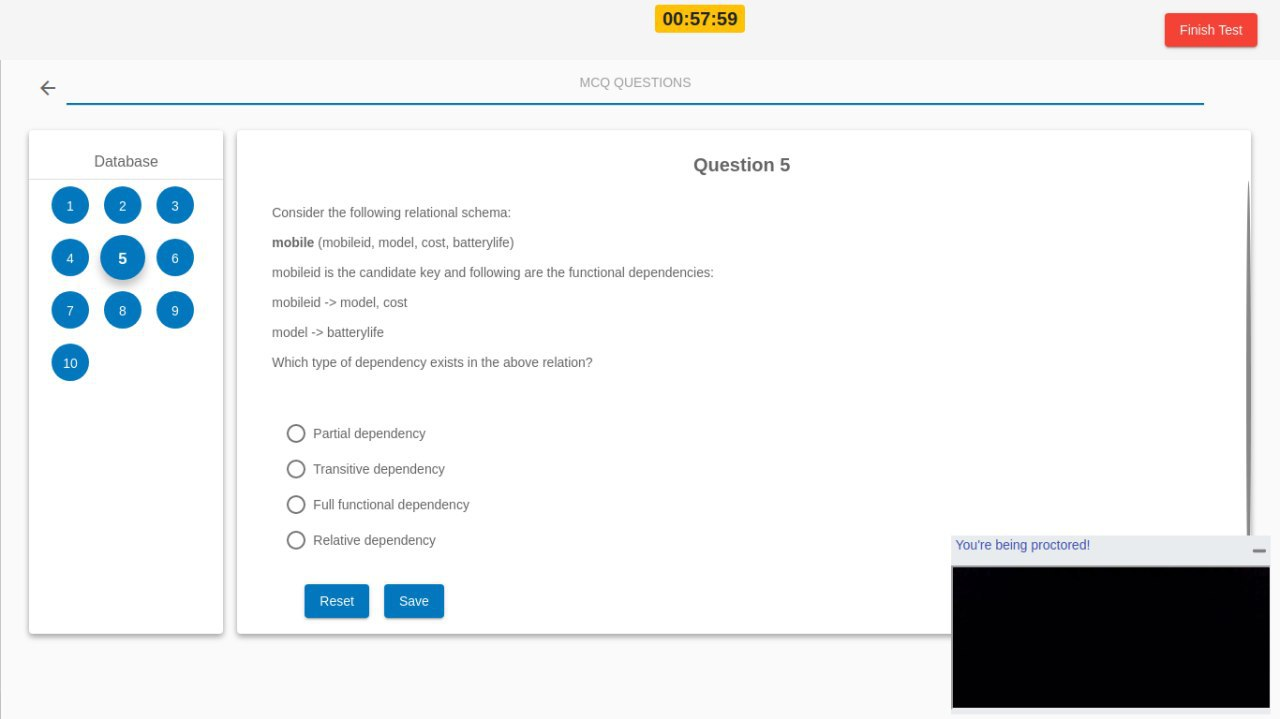 00:57:59
Finish Test
MCQ QUESTIONS
Database
1 2 3
4 5 6
7 8 9
10
Question 5
Consider the following relational schema:
mobile (mobileid, model, cost, batterylife)
mobileid is the candidate key and following are the functional dependencies:
mobileid -> model, cost
model -> batterylife
Which type of dependency exists in the above relation?
Partial dependency
Transitive dependency
Full functional dependency
Relative dependency
Reset Save
You're being proctored!